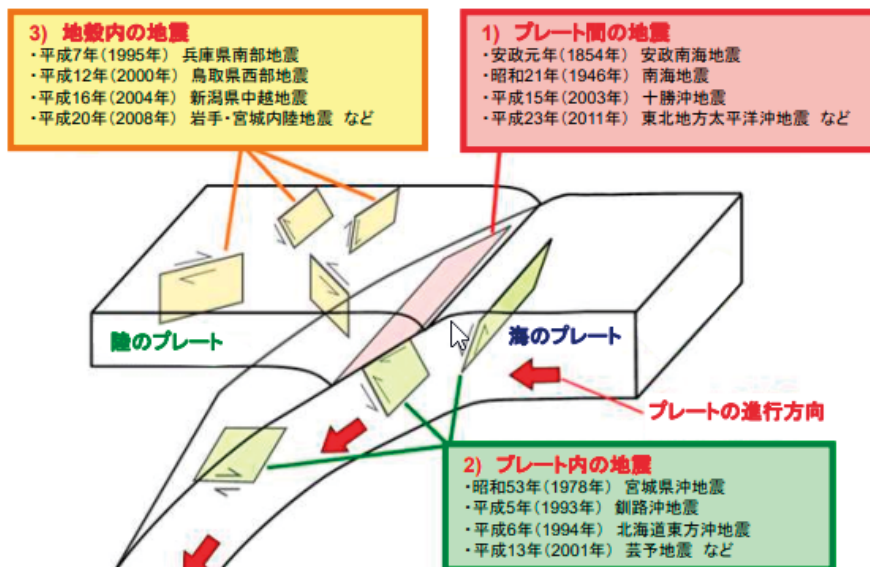 3) 地殻内の地震
・平成7年(1995年) 兵庫県南部地震
・平成12年(2000年) 鳥取県西部地震
・平成16年(2004年) 新潟県中越地震
・平成20年(2008年) 岩手・宮城内陸地震 など
1) プレート間の地震
・安政元年(1854年) 安政南海地震
・昭和21年(1946年) 南海地震
・平成15年(2003年) 十勝沖地震
・平成23年(2011年) 東北地方太平洋沖地震 など
陸のプレート
海のプレート
プレートの進行方向
2) プレート内の地震
・昭和53年(1978年) 宮城県沖地震
・平成5年(1993年) 釧路沖地震
・平成6年(1994年) 北海道東方沖地震
・平成13年(2001年) 芸予地震 など